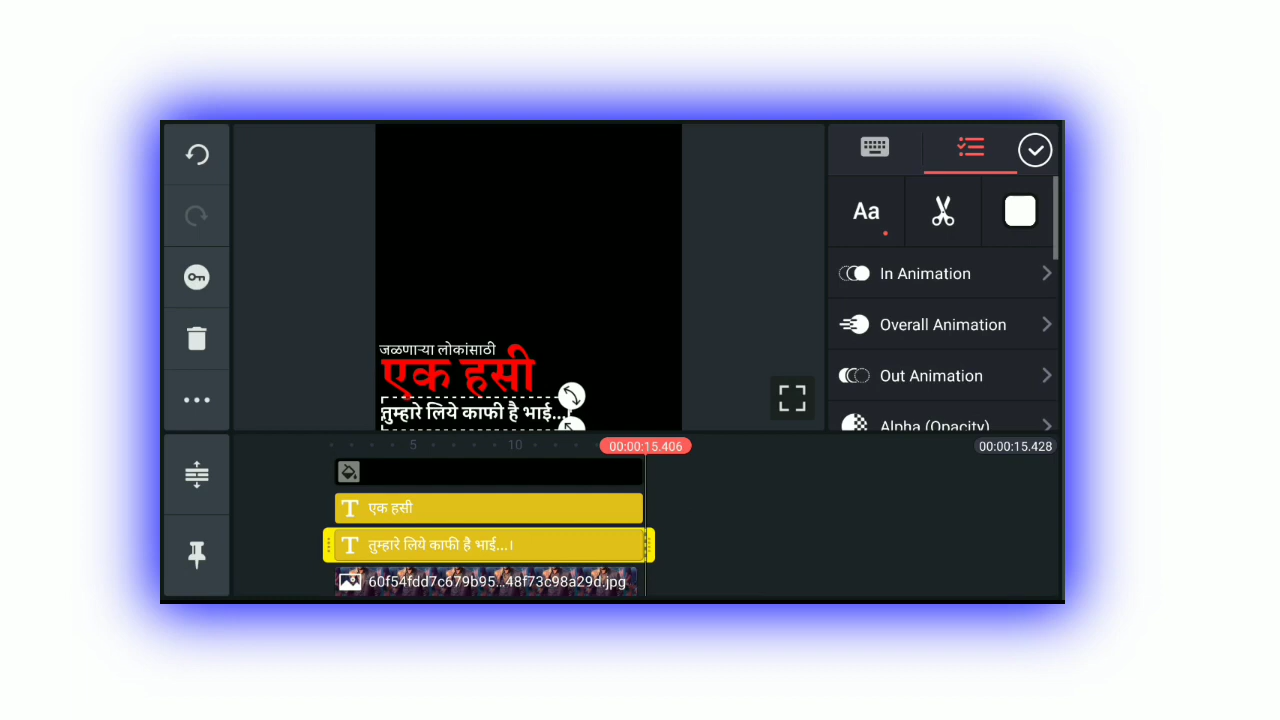 Aa
In Animation
Overall Animation
Out Animation
Alpha (Opacity)
जळणाऱ्या लोकांसाठी
एक हसी
तुम्हारे लिये काफी है भाई...।
5
10
00:00:15.406
00:00:15.428
T एक हसी
T तुम्हारे लिये काफी है भाई...।
60f54fdd7c679b95...48f73c98a29d.jpg